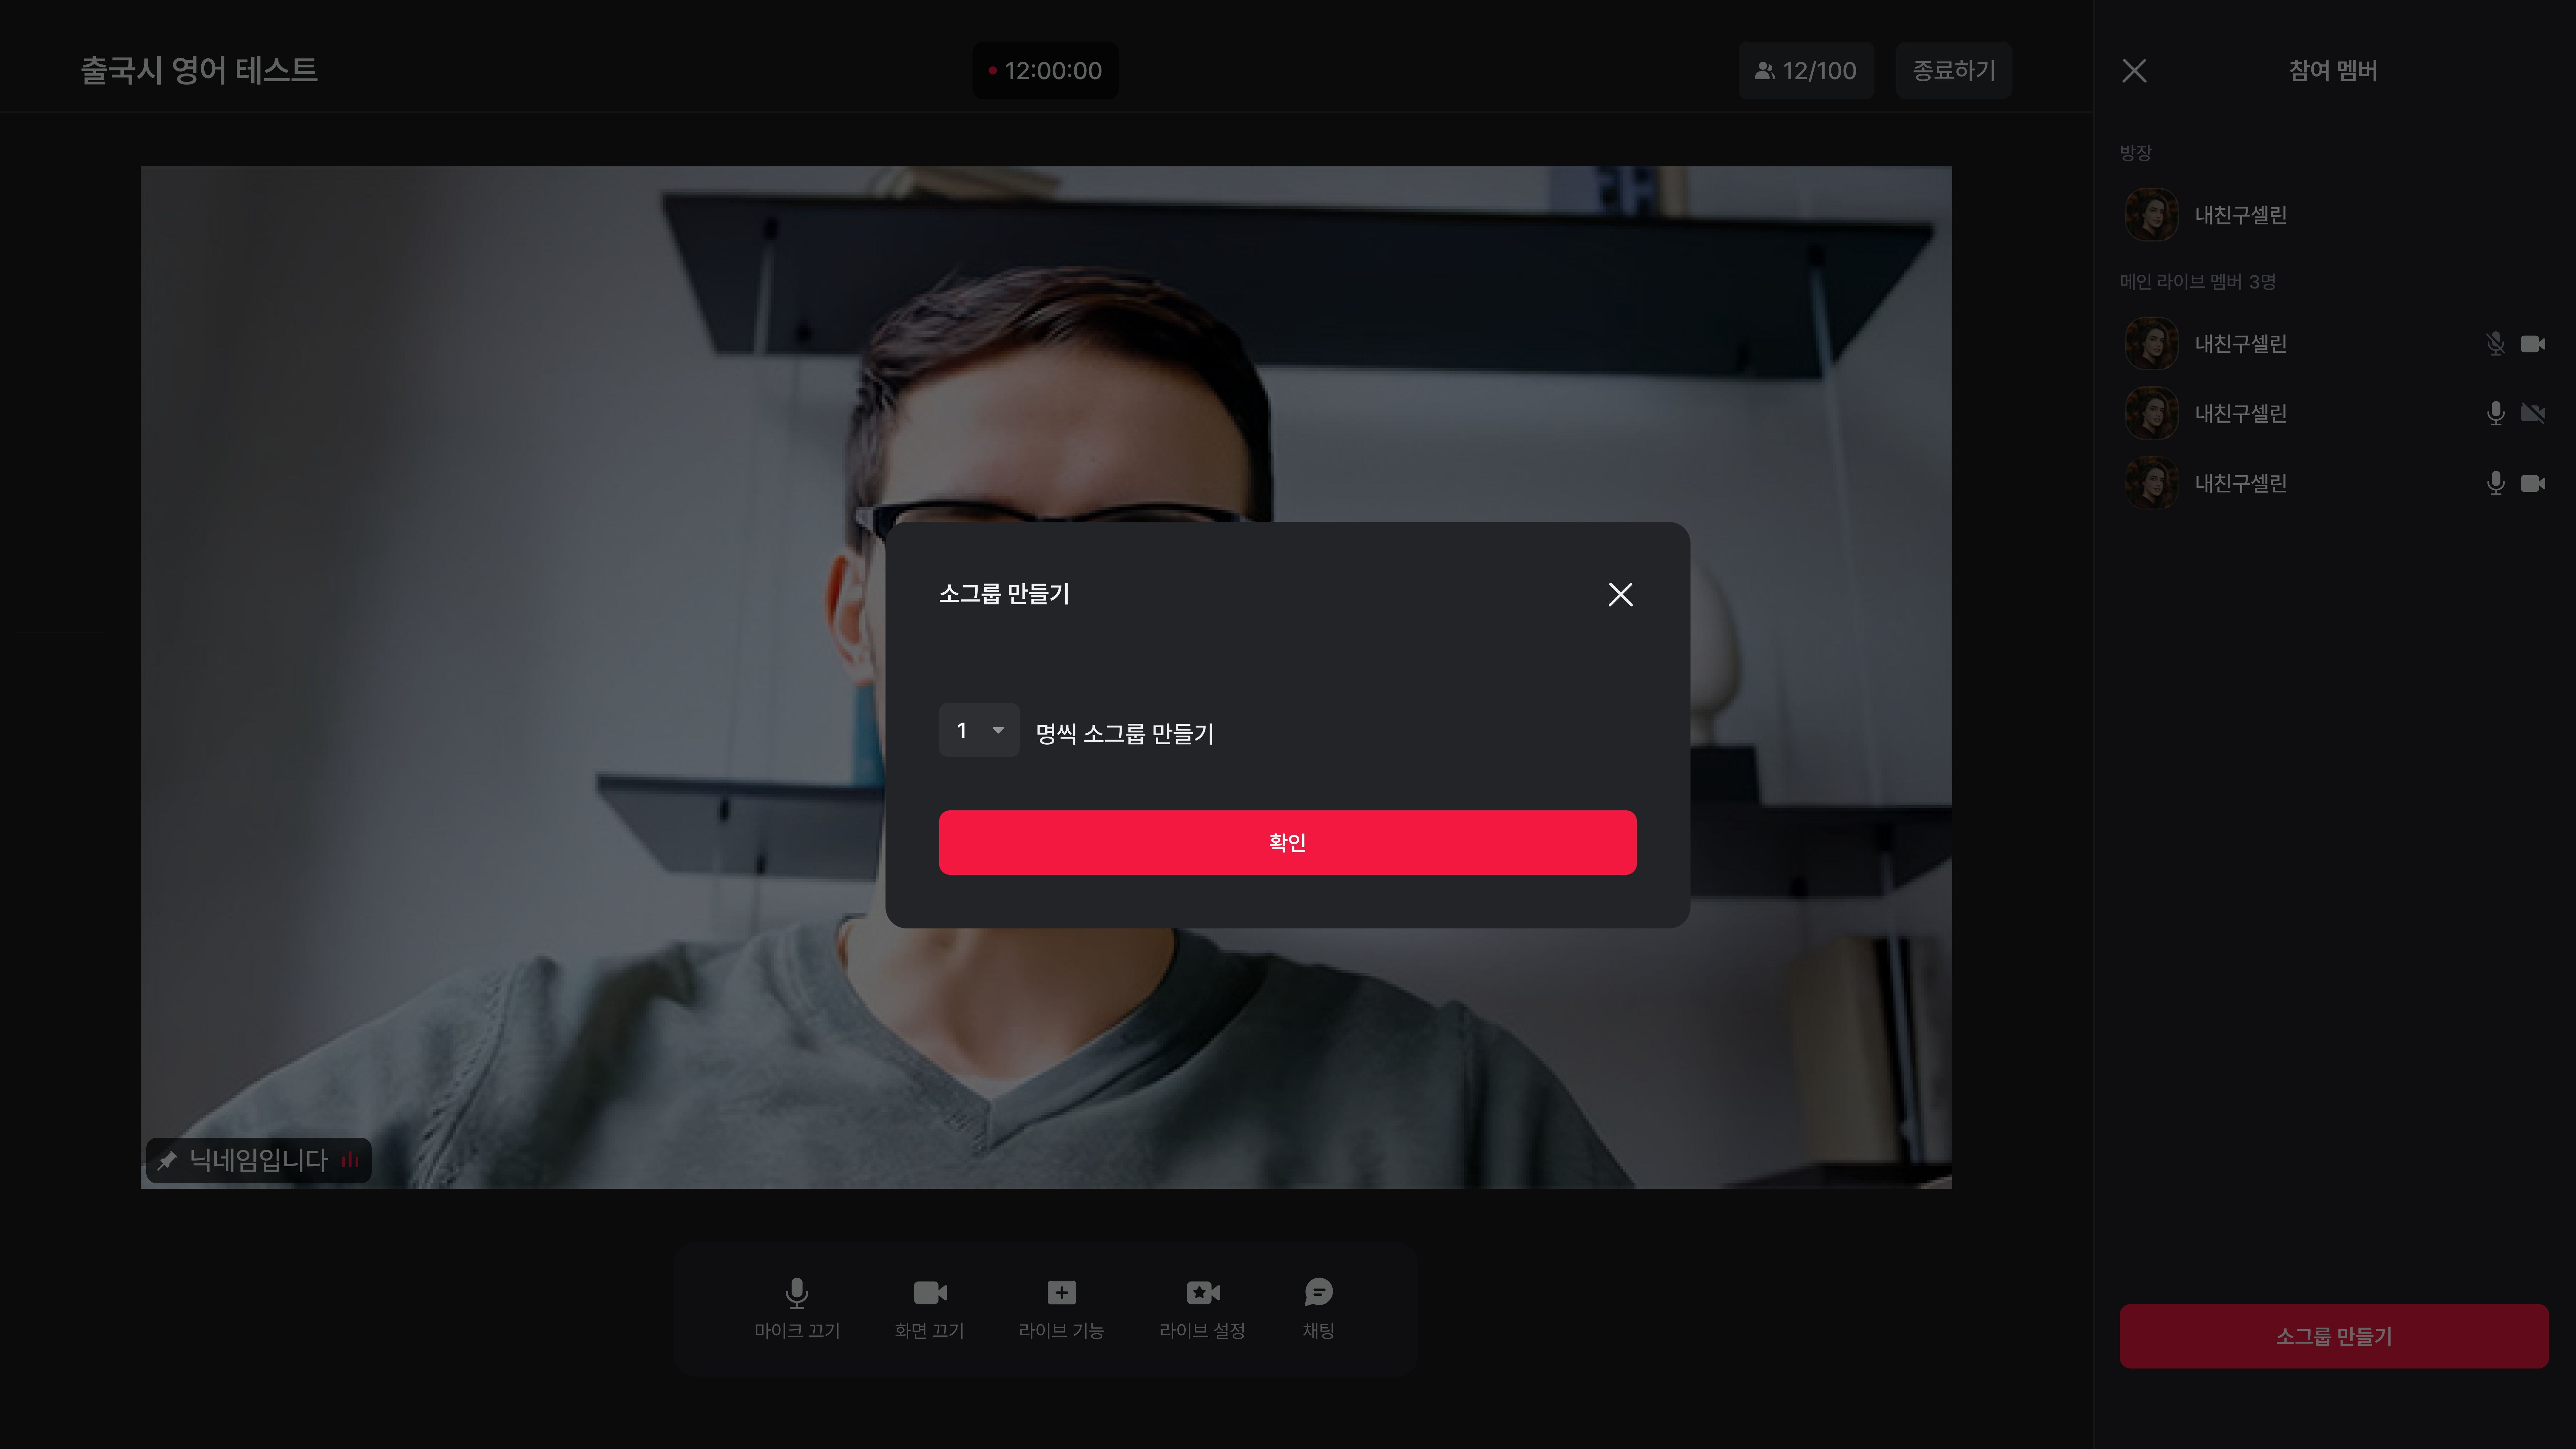 출국시 영어 테스트
12:00:00
12/100
종료하기
참여 멤버
방장
내친구셀린
메인 라이브 멤버 3명
내친구셀린
내친구셀린
내친구셀린
소그룹 만들기
1
명씩 소그룹 만들기
확인
닉네임입니다
마이크 끄기
화면 끄기
라이브 기능
라이브 설정
채팅
소그룹 만들기